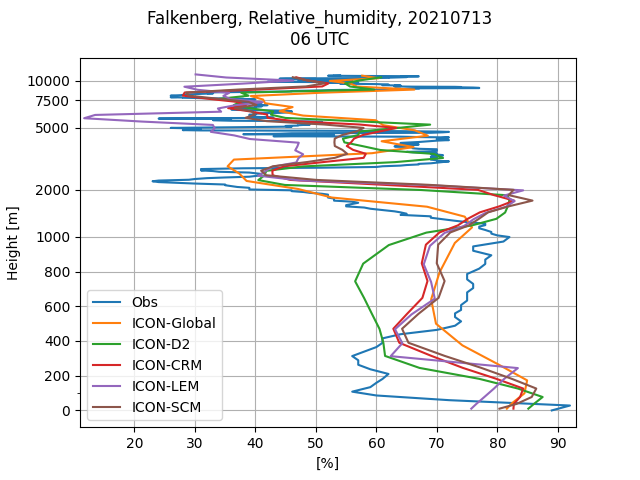 Falkenberg, Relative_humidity, 20210713
06 UTC
10000
7500
5000
2000
1000
800
600
400
200
0
Height [m]
Obs
ICON-Global
ICON-D2
ICON-CRM
ICON-LEM
ICON-SCM
20 30 40 50 60 70 80 90
[%]